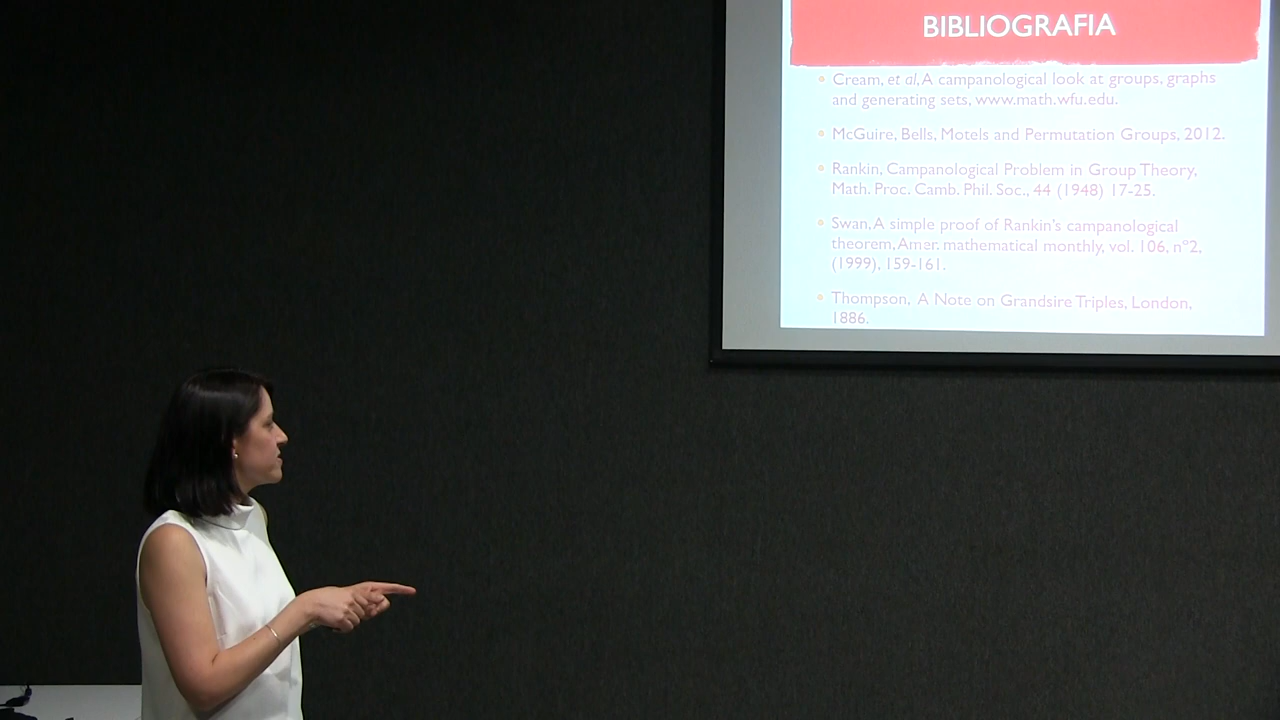 BIBLIOGRAFIA
Cream, et al, A campanological look at groups, graphs
and generating sets, www.math.wfu.edu.
McGuire, Bells, Motels and Permutation Groups, 2012.
Rankin, Campanological Problem in Group Theory,
Math. Proc. Camb. Phil. Soc., 44 (1948) 17-25.
Swan, A simple proof of Rankin's campanological
theorem, Amer. mathematical monthly, vol. 106, nº2,
(1999), 159-161.
Thompson, A Note on Grandsire Triples, London,
1886.